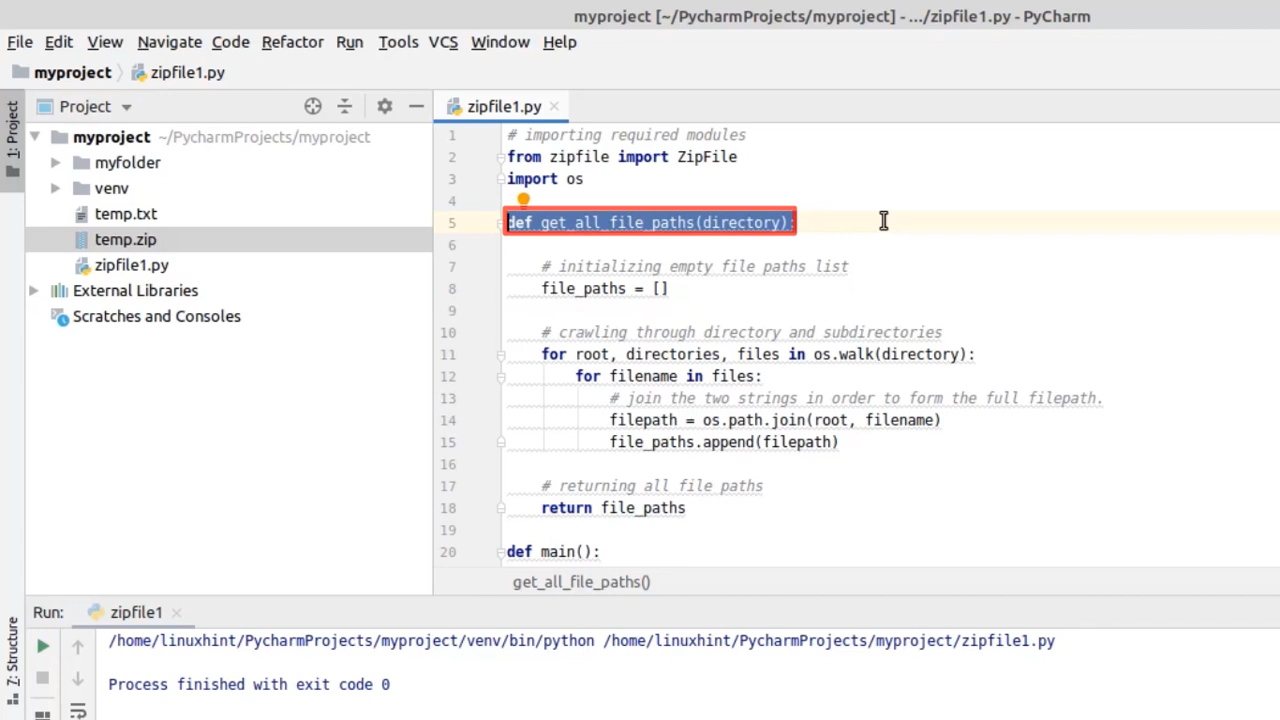 myproject [~/PycharmProjects/myproject] - .../zipfile1.py - PyCharm
File Edit View Navigate Code Refactor Run Tools VCS Window Help
myproject zipfile1.py
1: Project
Project
myproject ~/PycharmProjects/myproject
myfolder
venv
temp.txt
temp.zip
zipfile1.py
External Libraries
Scratches and Consoles
zipfile1.py
1 # importing required modules
2 from zipfile import ZipFile
3 import os
4
5 def get_all_file_paths(directory):
6
7 # initializing empty file paths list
8 file_paths = []
9
10 # crawling through directory and subdirectories
11 for root, directories, files in os.walk(directory):
12 for filename in files:
13 # join the two strings in order to form the full filepath.
14 filepath = os.path.join(root, filename)
15 file_paths.append(filepath)
16
17 # returning all file paths
18 return file_paths
19
20 def main():
get_all_file_paths()
Z: Structure
Run: zipfile1
/home/linuxhint/PycharmProjects/myproject/venv/bin/python /home/linuxhint/PycharmProjects/myproject/zipfile1.py
Process finished with exit code 0